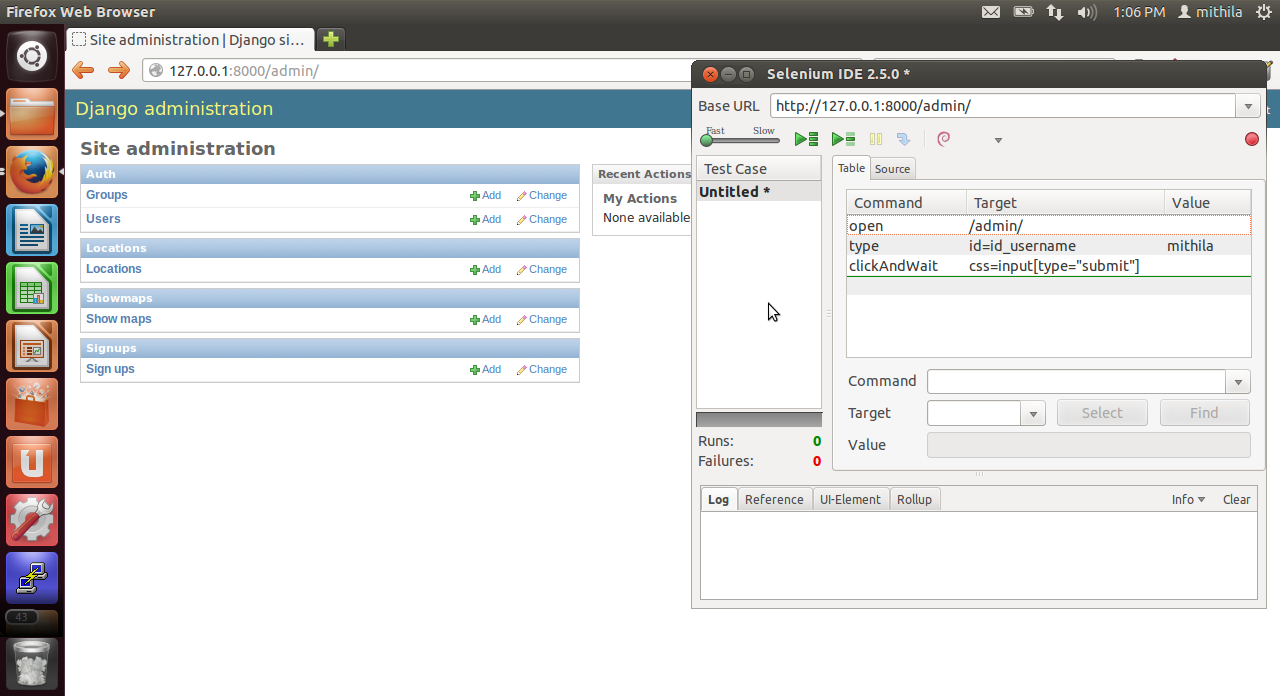 Firefox Web Browser
1:06 PM mithila
Site administration | Django si...
127.0.0.1:8000/admin/
Django administration
Site administration
Auth
Groups Add Change
Users Add Change
Locations
Locations Add Change
Showmaps
Show maps Add Change
Signups
Sign ups Add Change
Recent Actions
My Actions
None available
Selenium IDE 2.5.0 *
Base URL http://127.0.0.1:8000/admin/
Fast Slow
Test Case
Untitled *
Runs: 0
Failures: 0
Table Source
Command Target Value
open /admin/
type id=id_username mithila
clickAndWait css=input[type="submit"]
Command
Target Select Find
Value
Log Reference UI-Element Rollup Info Clear
43